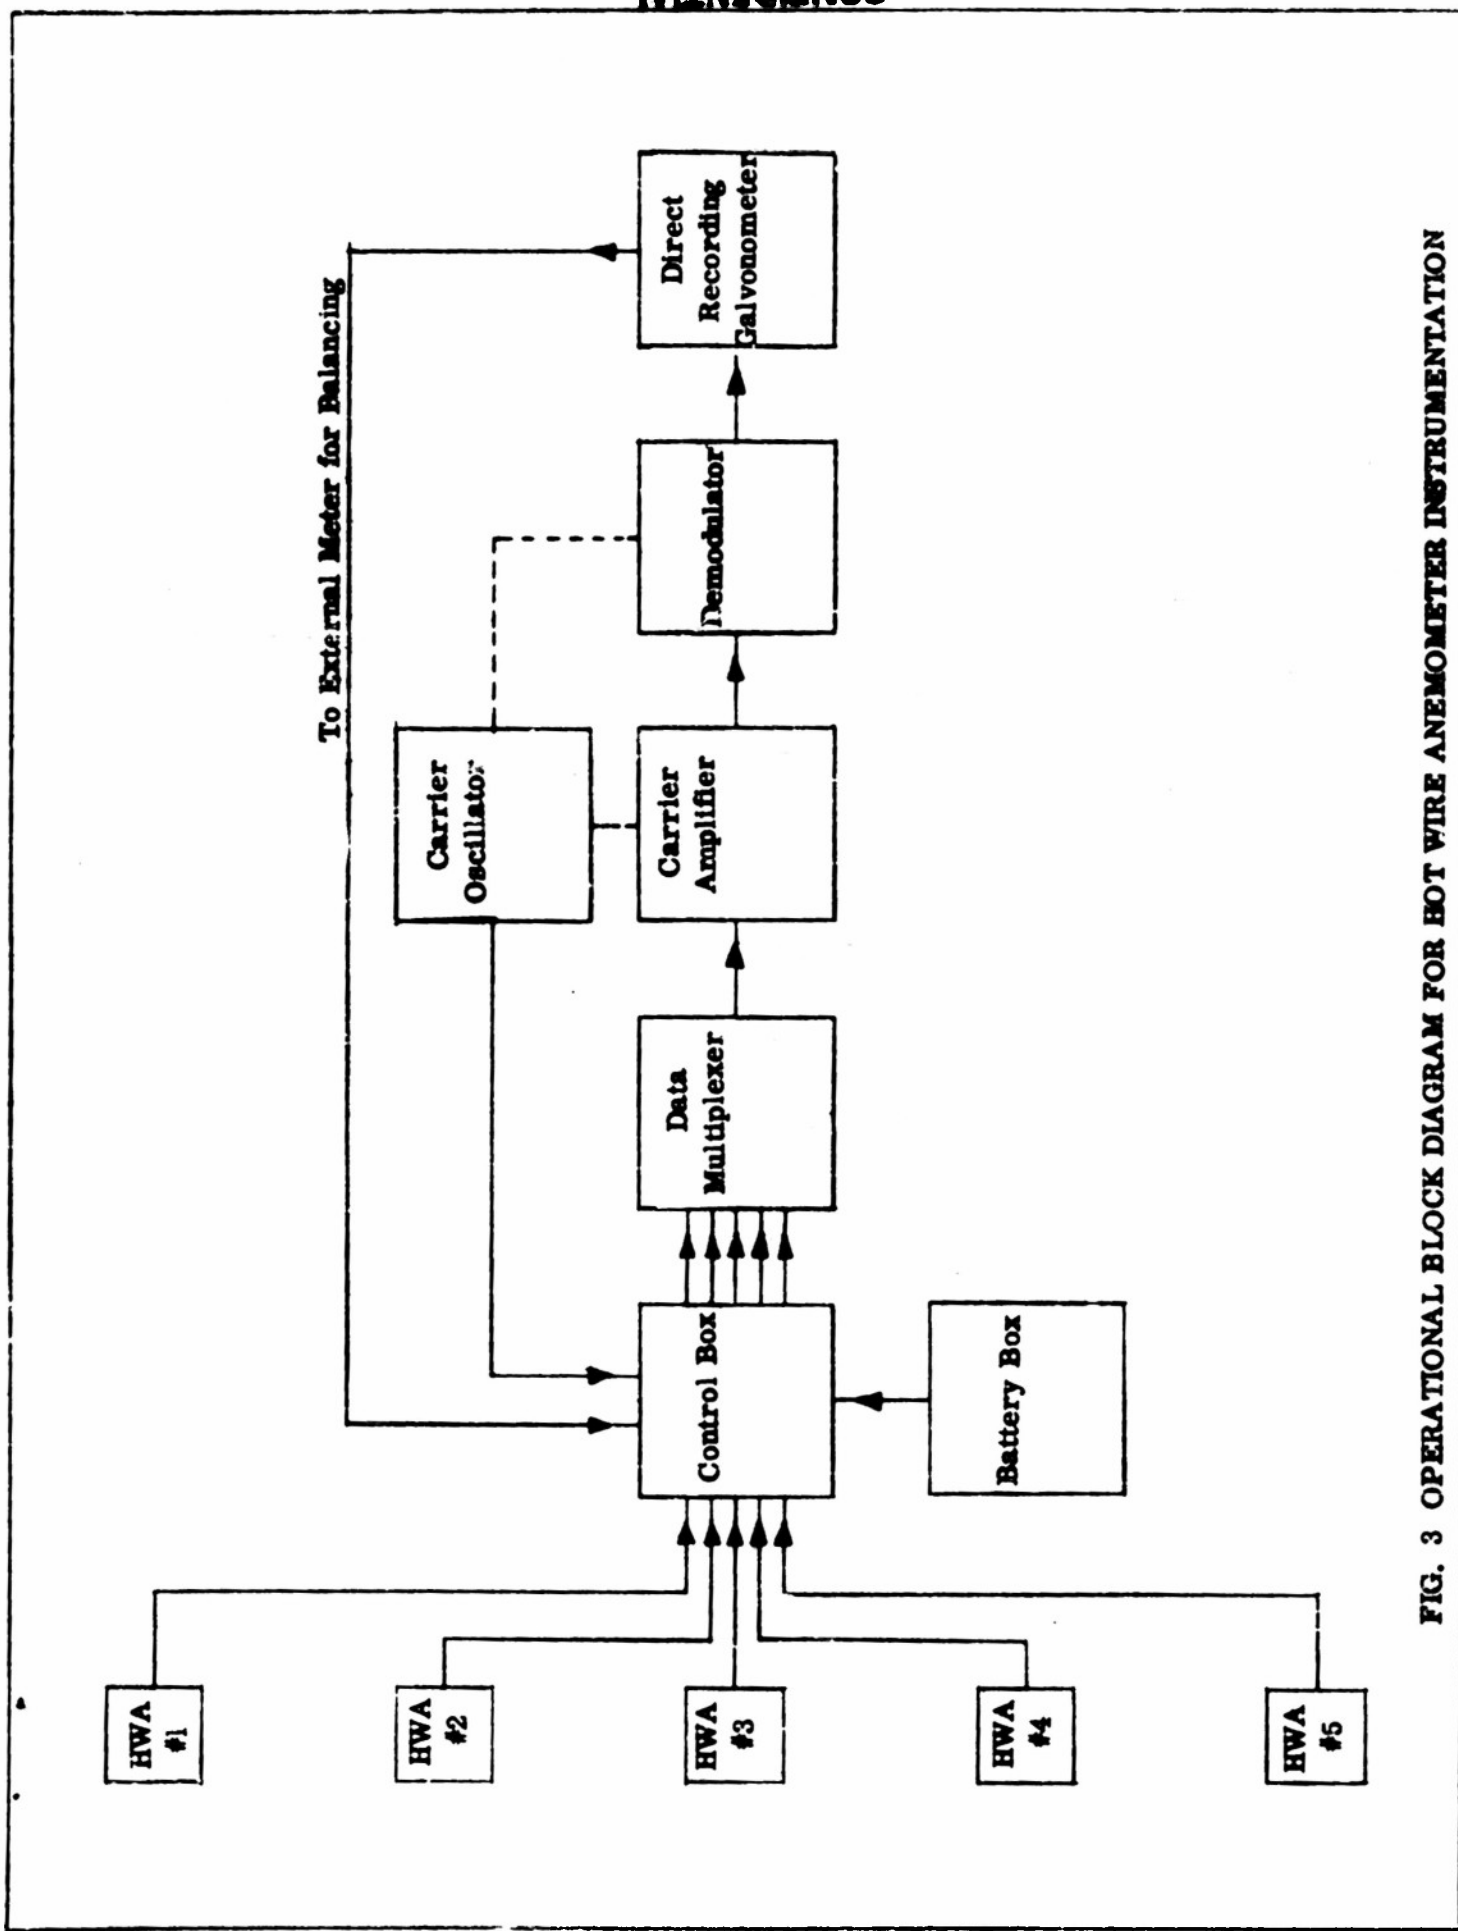 To External Meter for Balancing
HWA
#1
HWA
#2
HWA
#3
HWA
#4
HWA
#5
Control Box
Battery Box
Data
Multiplexer
Carrier
Oscillator
Carrier
Amplifier
Demodulator
Direct
Recording
Galvonometer
FIG. 3 OPERATIONAL BLOCK DIAGRAM FOR HOT WIRE ANEMOMETER INSTRUMENTATION